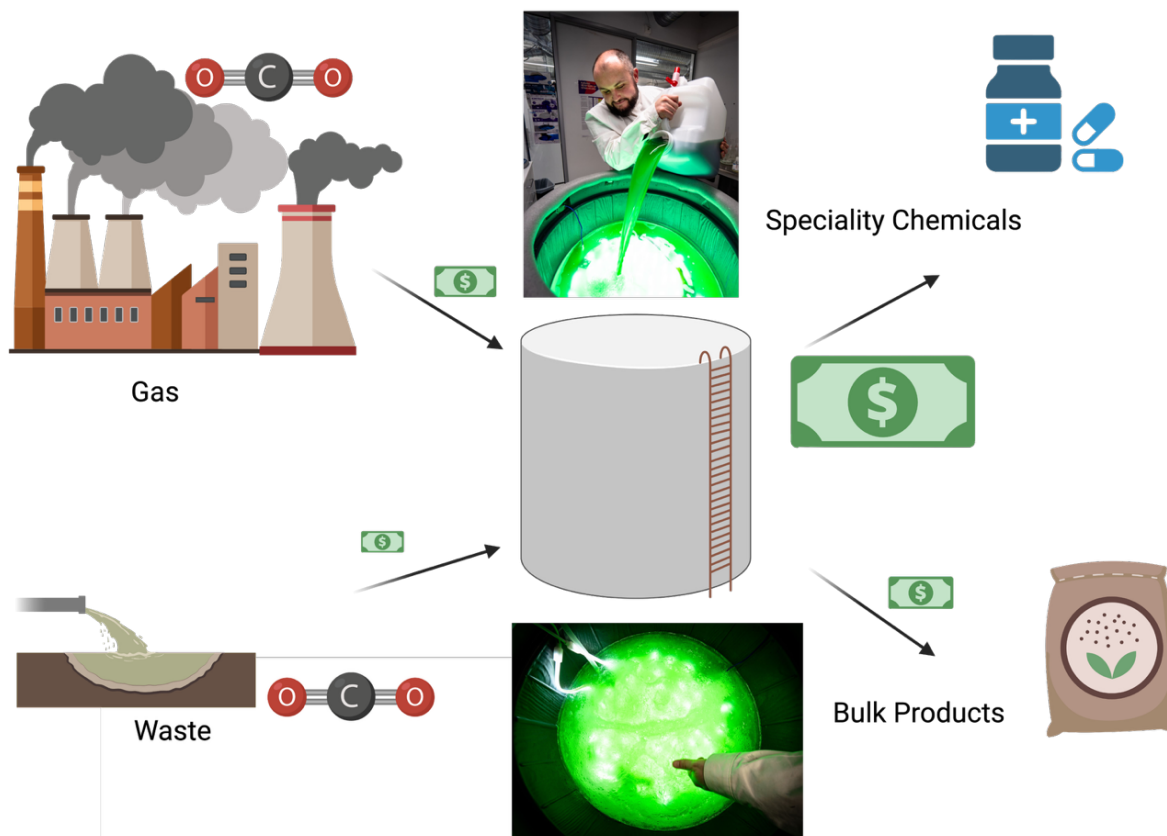 O C O
$
Speciality Chemicals
Gas
$
$
$
Waste
O C O
Bulk Products